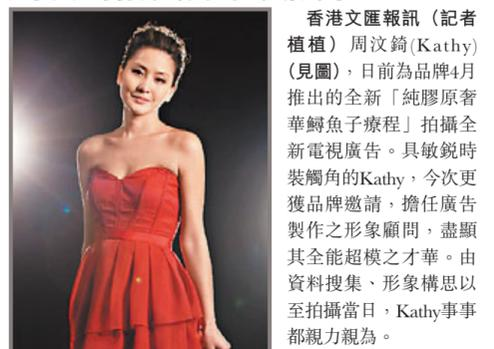 香港文匯報訊（記者
植植）周汶錡(Kathy)
(見圖)，日前為品牌4月
推出的全新「純膠原奢
華鱘魚子療程」拍攝全
新電視廣告。具敏銳時
裝觸角的Kathy，今次更
獲品牌邀請，擔任廣告
製作之形象顧問，盡顯
其全能超模之才華。由
資料搜集、形象構思以
至拍攝當日，Kathy事事
都親力親為。